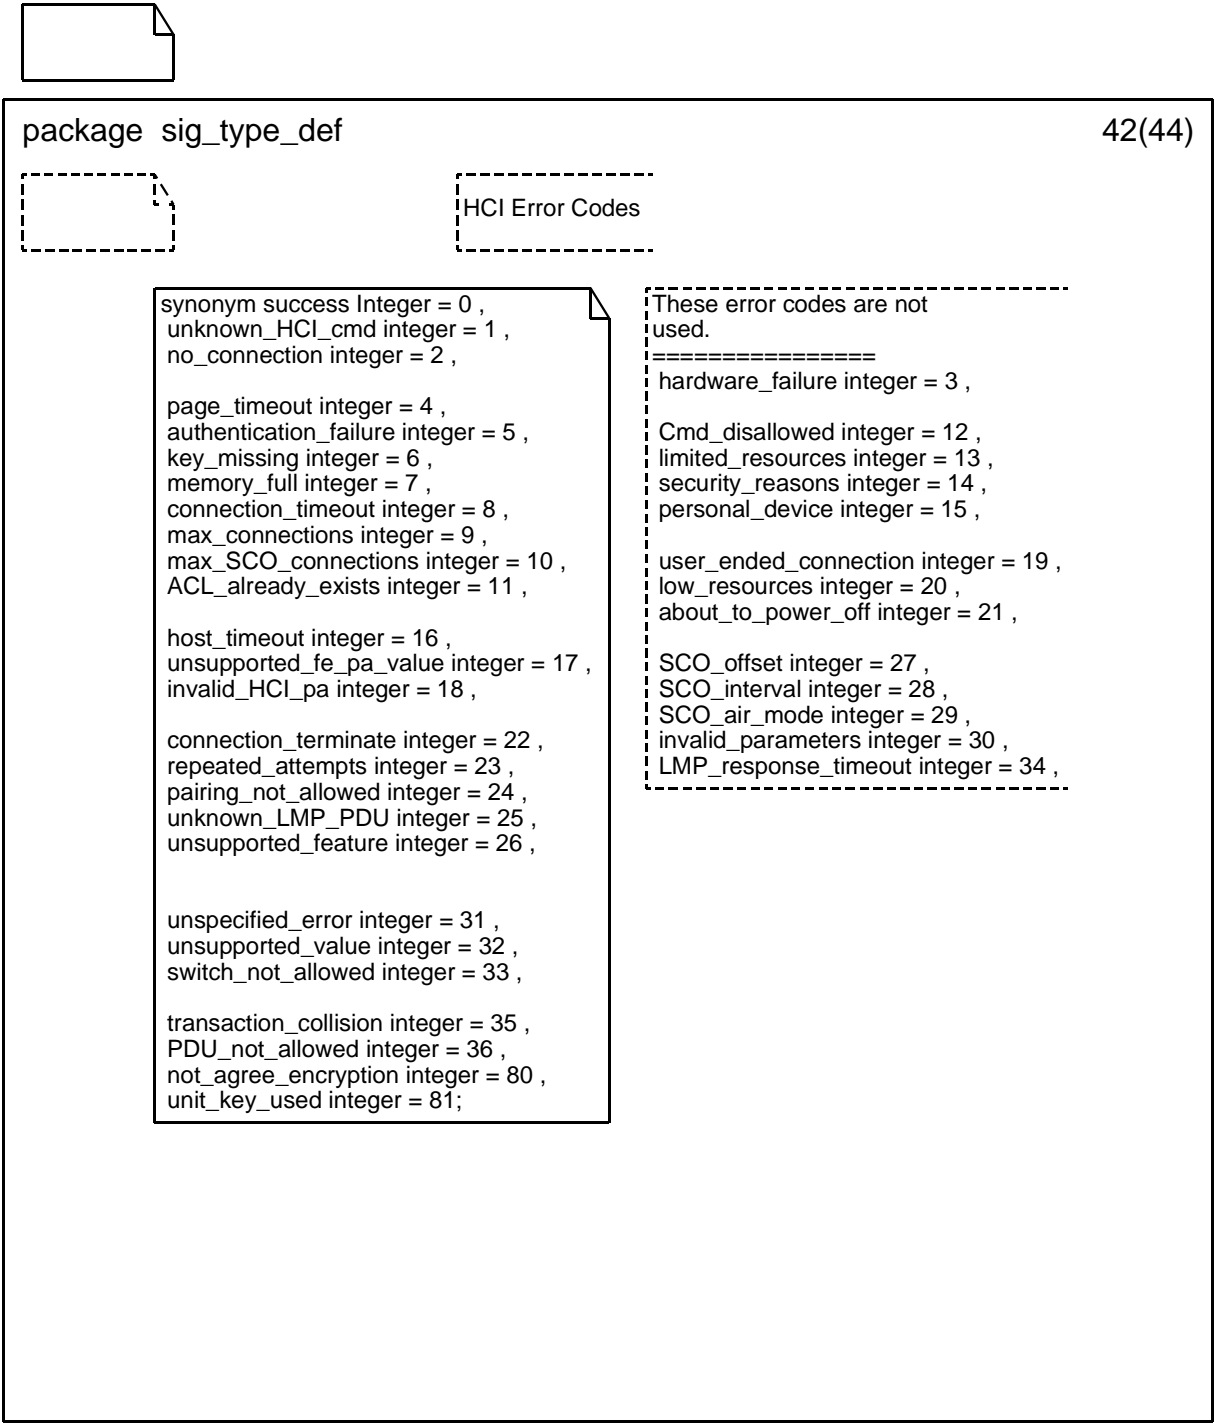 package sig_type_def 42(44)
HCI Error Codes
synonym success Integer = 0 ,
unknown_HCI_cmd integer = 1 ,
no_connection integer = 2 ,
page_timeout integer = 4 ,
authentication_failure integer = 5 ,
key_missing integer = 6 ,
memory_full integer = 7 ,
connection_timeout integer = 8 ,
max_connections integer = 9 ,
max_SCO_connections integer = 10 ,
ACL_already_exists integer = 11 ,
host_timeout integer = 16 ,
unsupported_fe_pa_value integer = 17 ,
invalid_HCI_pa integer = 18 ,
connection_terminate integer = 22 ,
repeated_attempts integer = 23 ,
pairing_not_allowed integer = 24 ,
unknown_LMP_PDU integer = 25 ,
unsupported_feature integer = 26 ,
unspecified_error integer = 31 ,
unsupported_value integer = 32 ,
switch_not_allowed integer = 33 ,
transaction_collision integer = 35 ,
PDU_not_allowed integer = 36 ,
not_agree_encryption integer = 80 ,
unit_key_used integer = 81;
These error codes are not
used.
================
hardware_failure integer = 3 ,
Cmd_disallowed integer = 12 ,
limited_resources integer = 13 ,
security_reasons integer = 14 ,
personal_device integer = 15 ,
user_ended_connection integer = 19 ,
low_resources integer = 20 ,
about_to_power_off integer = 21 ,
SCO_offset integer = 27 ,
SCO_interval integer = 28 ,
SCO_air_mode integer = 29 ,
invalid_parameters integer = 30 ,
LMP_response_timeout integer = 34 ,